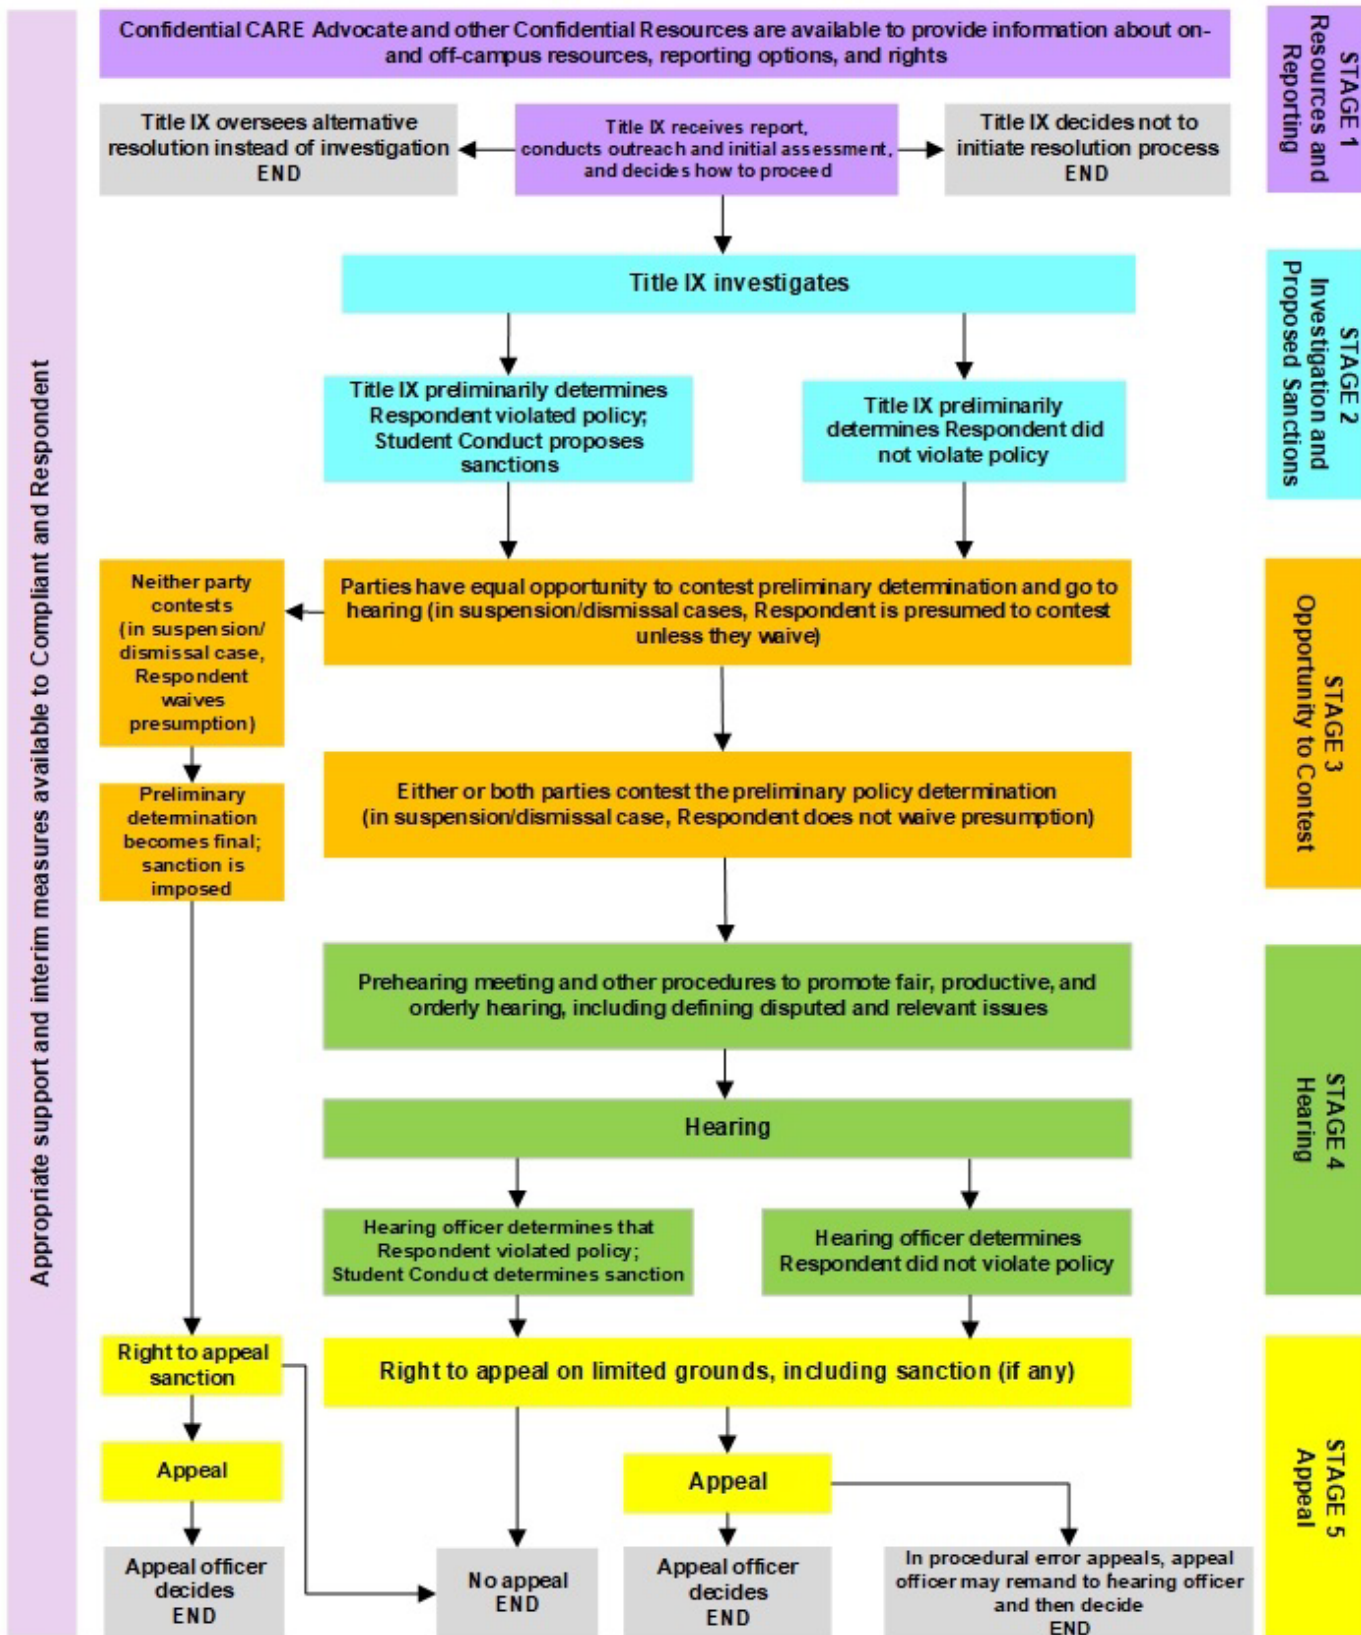 Appropriate support and interim measures available to Compliant and Respondent
Confidential CARE Advocate and other Confidential Resources are available to provide information about on-
and off-campus resources, reporting options, and rights
STAGE 1
Resources and
Reporting
Title IX oversees alternative
resolution instead of investigation
END
Title IX receives report,
conducts outreach and initial assessment,
and decides how to proceed
Title IX decides not to
initiate resolution process
END
STAGE 2
Investigation and
Proposed Sanctions
Title IX investigates
Title IX preliminarily determines
Respondent violated policy;
Student Conduct proposes
sanctions
Title IX preliminarily
determines Respondent did
not violate policy
STAGE 3
Opportunity to Contest
Neither party
contests
(in suspension/
dismissal case,
Respondent
waives
presumption)
Parties have equal opportunity to contest preliminary determination and go to
hearing (in suspension/dismissal cases, Respondent is presumed to contest
unless they waive)
Preliminary
determination
becomes final;
sanction is
imposed
Either or both parties contest the preliminary policy determination
(in suspension/dismissal case, Respondent does not waive presumption)
STAGE 4
Hearing
Prehearing meeting and other procedures to promote fair, productive, and
orderly hearing, including defining disputed and relevant issues
Hearing
Hearing officer determines that
Respondent violated policy;
Student Conduct determines sanction
Hearing officer determines
Respondent did not violate policy
STAGE 5
Appeal
Right to appeal
sanction
Right to appeal on limited grounds, including sanction (if any)
Appeal
Appeal
Appeal officer
decides
END
No appeal
END
Appeal officer
decides
END
In procedural error appeals, appeal
officer may remand to hearing officer
and then decide
END